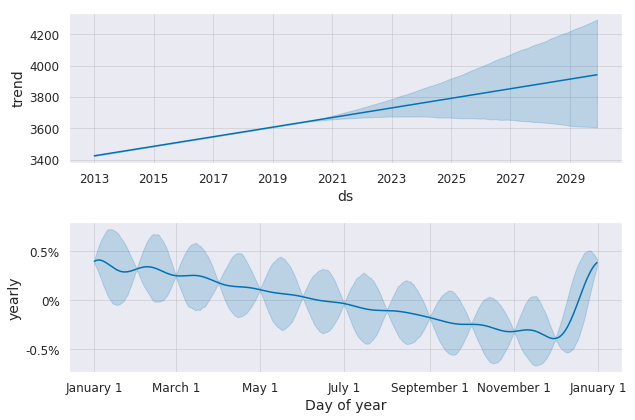 trend
4200
4000
3800
3600
3400
2013 2015 2017 2019 2021 2023 2025 2027 2029
ds
yearly
0.5%
0%
-0.5%
January 1 March 1 May 1 July 1 September 1 November 1 January 1
Day of year